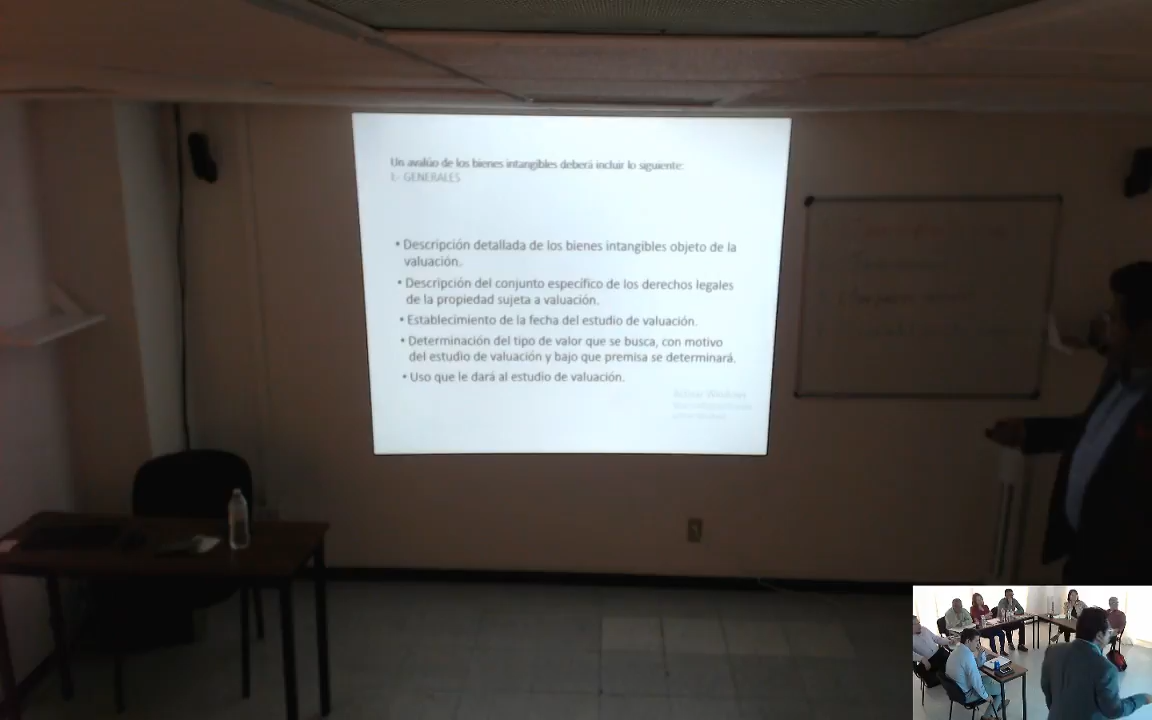 Un avalúo de los bienes intangibles deberá incluir lo siguiente:
I.- GENERALES
• Descripción detallada de los bienes intangibles objeto de la
valuación.
• Descripción del conjunto específico de los derechos legales
de la propiedad sujeta a valuación.
• Establecimiento de la fecha del estudio de valuación.
• Determinación del tipo de valor que se busca, con motivo
del estudio de valuación y bajo que premisa se determinará.
• Uso que le dará al estudio de valuación.
Activar Windows